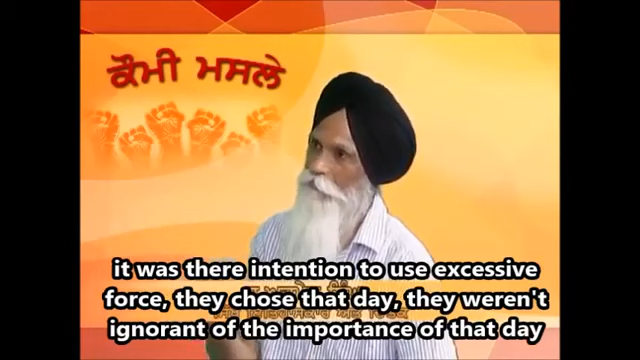 ਕੌਮੀ ਮਸਲੇ
it was there intention to use excessive
force, they chose that day, they weren't
ignorant of the importance of that day